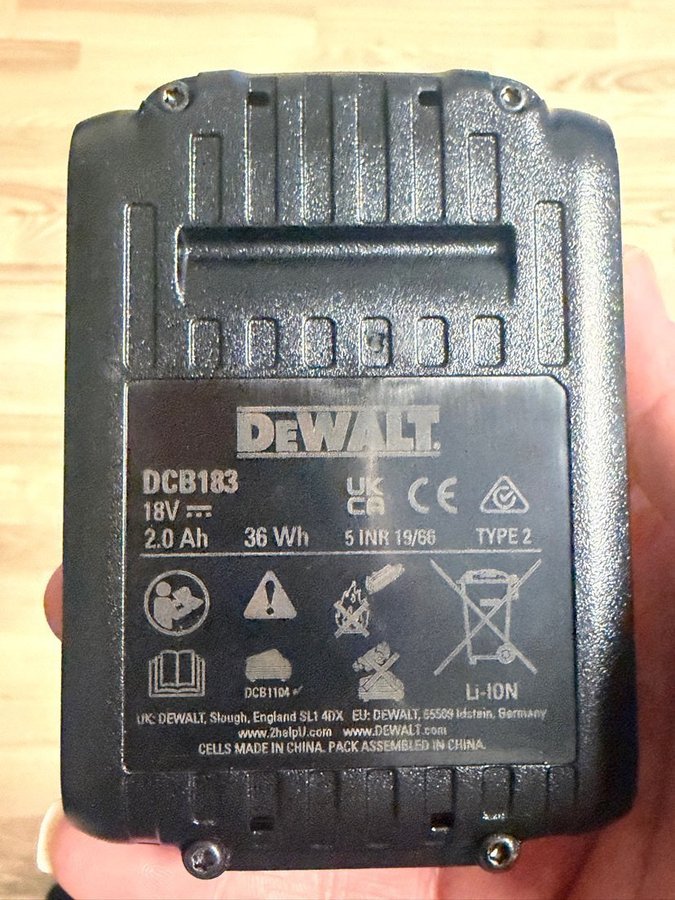 DEWALT®
DCB183
18V
2.0 Ah 36 Wh
UK
CA CE
5 INR 19/66 TYPE 2
DCB1104
Li-ION
UK: DEWALT, Slough, England SL1 4DX EU: DEWALT, 65509 Idstein, Germany
www.2helpU.com www.DEWALT.com
CELLS MADE IN CHINA. PACK ASSEMBLED IN CHINA.